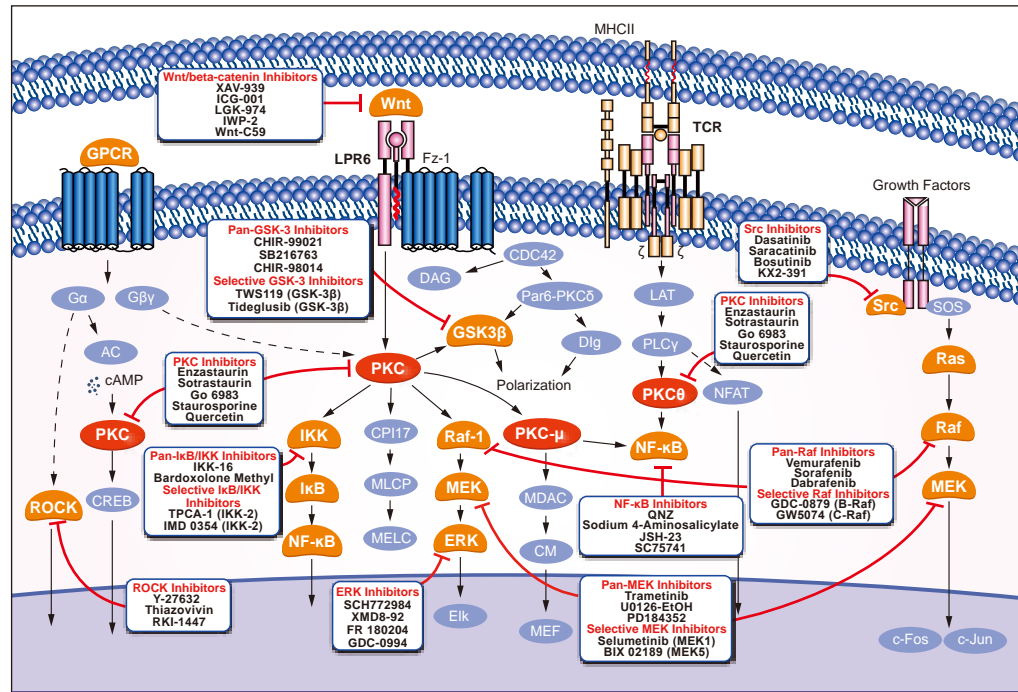 MHCII
Wnt/beta-catenin Inhibitors
XAV-939
ICG-001
LGK-974
IWP-2
Wnt-C59
Wnt
TCR
GPCR
LPR6
Fz-1
Growth Factors
Pan-GSK-3 Inhibitors
CHIR-99021
SB216763
CHIR-98014
Selective GSK-3 Inhibitors
TWS119 (GSK-3β)
Tideglusib (GSK-3β)
Src Inhibitors
Dasatinib
Saracatinib
Bosutinib
KX2-391
ζ
ζ
CDC42
DAG
Gα
Gβγ
Par6-PKCδ
LAT
PKC Inhibitors
Enzastaurin
Sotrastaurin
Go 6983
Staurosporine
Quercetin
Src
SOS
GSK3β
DIg
PLCγ
AC
cAMP
Ras
PKC Inhibitors
Enzastaurin
Sotrastaurin
Go 6983
Staurosporine
Quercetin
PKC
Polarization
PKCθ
NFAT
PKC
IKK
CPI17
Raf-1
PKC-μ
NF-κB
Raf
Pan-IκB/IKK Inhibitors
IKK-16
Bardoxolone Methyl
Selective IκB/IKK
Inhibitors
TPCA-1 (IKK-2)
IMD 0354 (IKK-2)
Pan-Raf Inhibitors
Vemurafenib
Sorafenib
Dabrafenib
Selective Raf Inhibitors
GDC-0879 (B-Raf)
GW5074 (C-Raf)
ROCK
CREB
IκB
MLCP
MEK
MDAC
MEK
NF-κB Inhibitors
QNZ
Sodium 4-Aminosalicylate
JSH-23
SC75741
NF-κB
MELC
ERK
CM
ROCK Inhibitors
Y-27632
Thiazovivin
RKI-1447
ERK Inhibitors
SCH772984
XMD8-92
FR 180204
GDC-0994
Elk
MEF
Pan-MEK Inhibitors
Trametinib
U0126-EtOH
PD184352
Selective MEK Inhibitors
Selumetinib (MEK1)
BIX 02189 (MEK5)
c-Fos
c-Jun